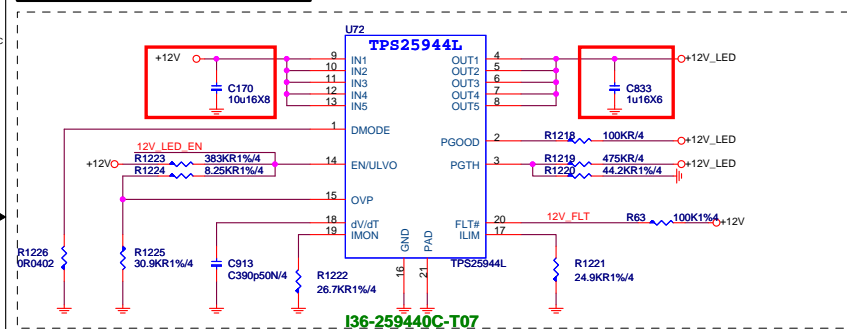 c
U72
TPS25944L
+12V
C170
10u16X8
9 IN1
10 IN2
11 IN3
12 IN4
13 IN5
OUT1 4
OUT2 5
OUT3 6
OUT4 7
OUT5 8
C833
1u16X6
+12V_LED
1 DMODE
PGOOD 2
R1218 100KR/4 +12V_LED
12V_LED_EN
+12V
R1223 383KR1%/4
R1224 8.25KR1%/4
14 EN/ULVO
PGTH 3
R1219 475KR/4 +12V_LED
R1220 44.2KR1%/4
15 OVP
18 dV/dT
19 IMON
FLT# 20
12V_FLT
R63 100K1%4
+12V
ILIM 17
GND
PAD
16
21
TPS25944L
R1226
0R0402
R1225
30.9KR1%/4
C913
C390p50N/4
R1222
26.7KR1%/4
R1221
24.9KR1%/4
I36-259440C-T07